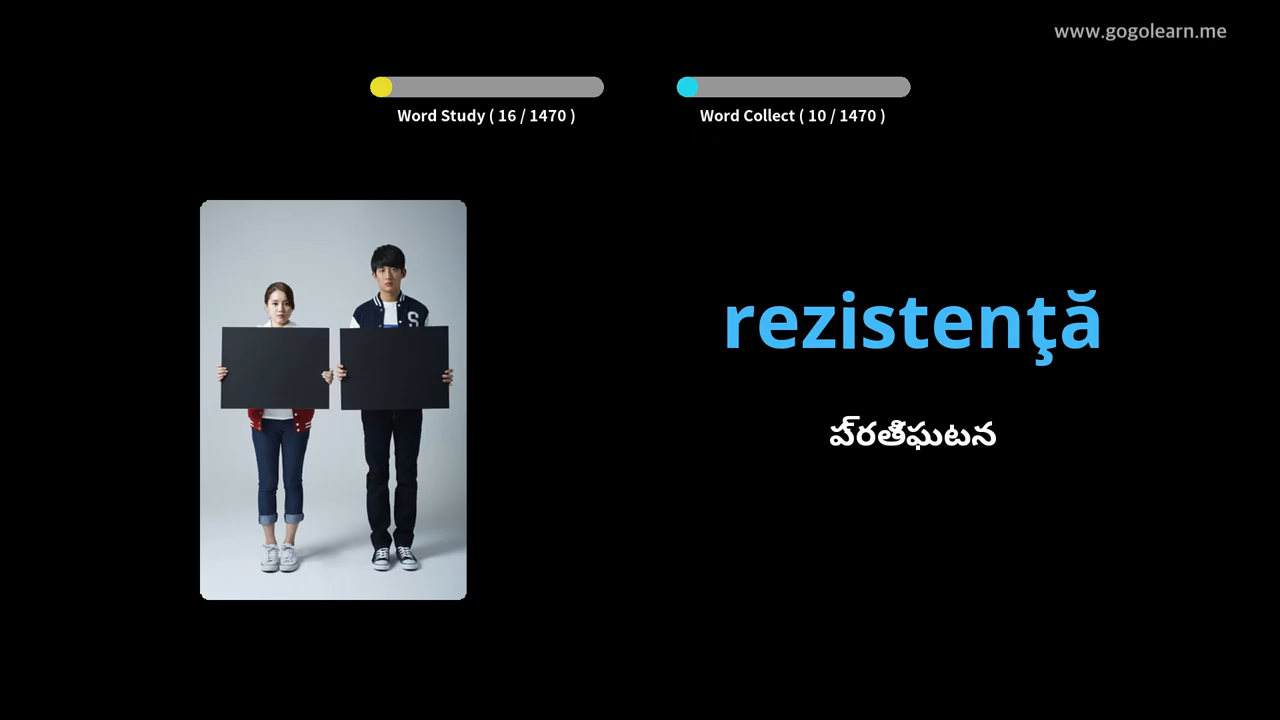 www.gogolearn.me
Word Study ( 16 / 1470 )
Word Collect ( 10 / 1470 )
S
rezistenţă
ప్రతిఘటన